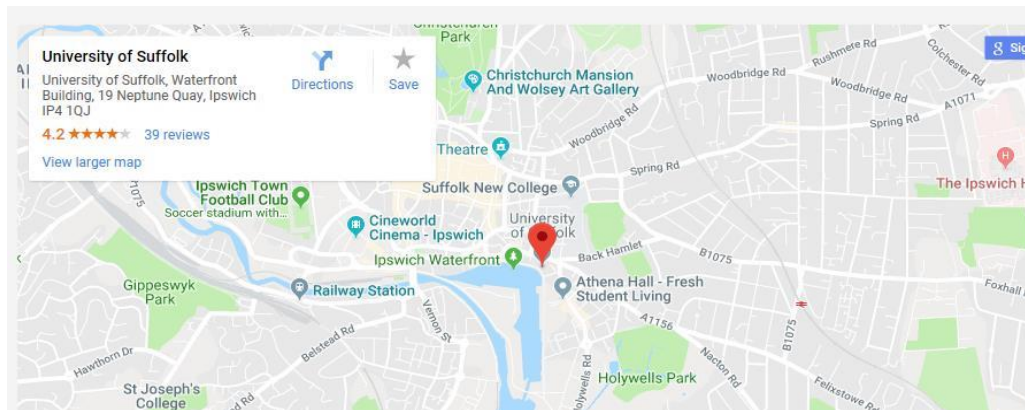 University of Suffolk
University of Suffolk, Waterfront
Building, 19 Neptune Quay, Ipswich
IP4 1QJ
4.2
39 reviews
View larger map
Directions
Save
Park
Christchurch Mansion
And Wolsey Art Gallery
Woodbridge Rd
Rushmere Rd
Colchester Rd
Woodbridge Rd
A1071
Woodbridge Rd
Spring Rd
Theatre
Spring Rd
H
The Ipswich H
A1075
Ipswich Town
Football Club
Soccer stadium with...
Suffolk New College
Cineworld
Cinema - Ipswich
University
Ipswich Waterfront
Back Hamlet
B1075
Athena Hall - Fresh
Student Living
Foxhall
Gippeswyk
Park
Railway Station
Vernon St
Belstead Rd
A1156
B1075
Nacton Rd
Hawthorn Dr
St Joseph's
College
Holywells Rd
Holywells Park
Felixstowe Rd